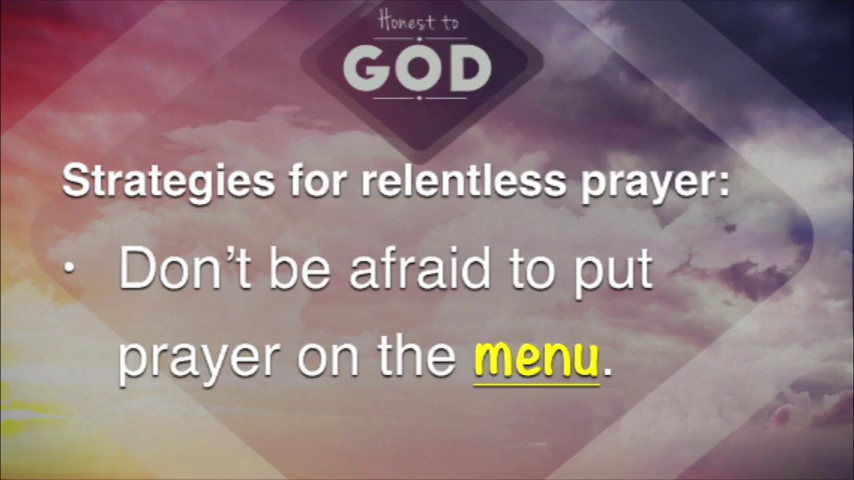 Honest to
GOD
Strategies for relentless prayer:
• Don't be afraid to put
prayer on the menu.